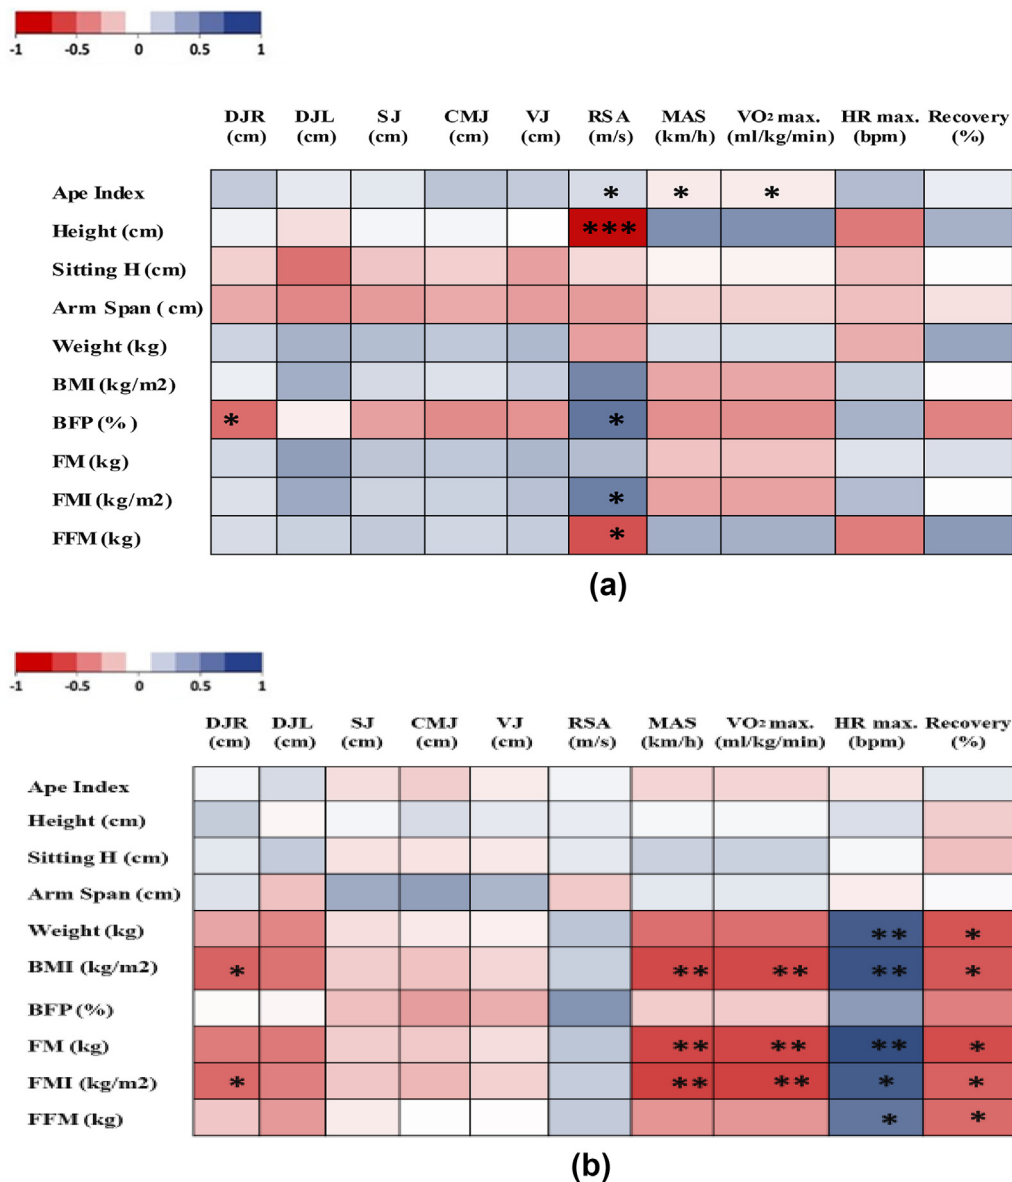 -1 -0.5 0 0.5 1
DJR DJL SJ CMJ VJ RSA MAS VO2 max. HR max. Recovery
(cm) (cm) (cm) (cm) (cm) (m/s) (km/h) (ml/kg/min) (bpm) (%)
Ape Index * * *
Height (cm) ***
Sitting H (cm)
Arm Span ( cm)
Weight (kg)
BMI (kg/m2)
BFP (%) * *
FM (kg)
FMI (kg/m2) *
FFM (kg) *
(a)
-1 -0.5 0 0.5 1
DJR DJL SJ CMJ VJ RSA MAS VO2 max. HR max. Recovery
(cm) (cm) (cm) (cm) (cm) (m/s) (km/h) (ml/kg/min) (bpm) (%)
Ape Index
Height (cm)
Sitting H (cm)
Arm Span (cm)
Weight (kg) ** *
BMI (kg/m2) * ** ** ** *
BFP (%)
FM (kg) ** ** ** *
FMI (kg/m2) * ** ** * *
FFM (kg) * *
(b)